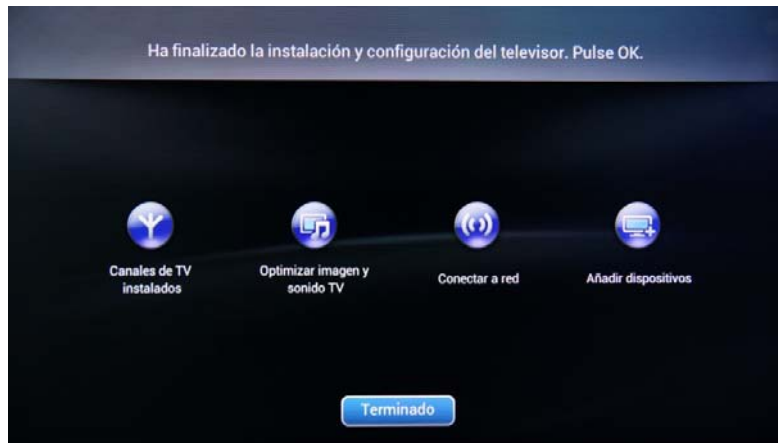 Ha finalizado la instalación y configuración del televisor. Pulse OK.
Canales de TV
instalados
Optimizar imagen y
sonido TV
Conectar a red
Añadir dispositivos
Terminado